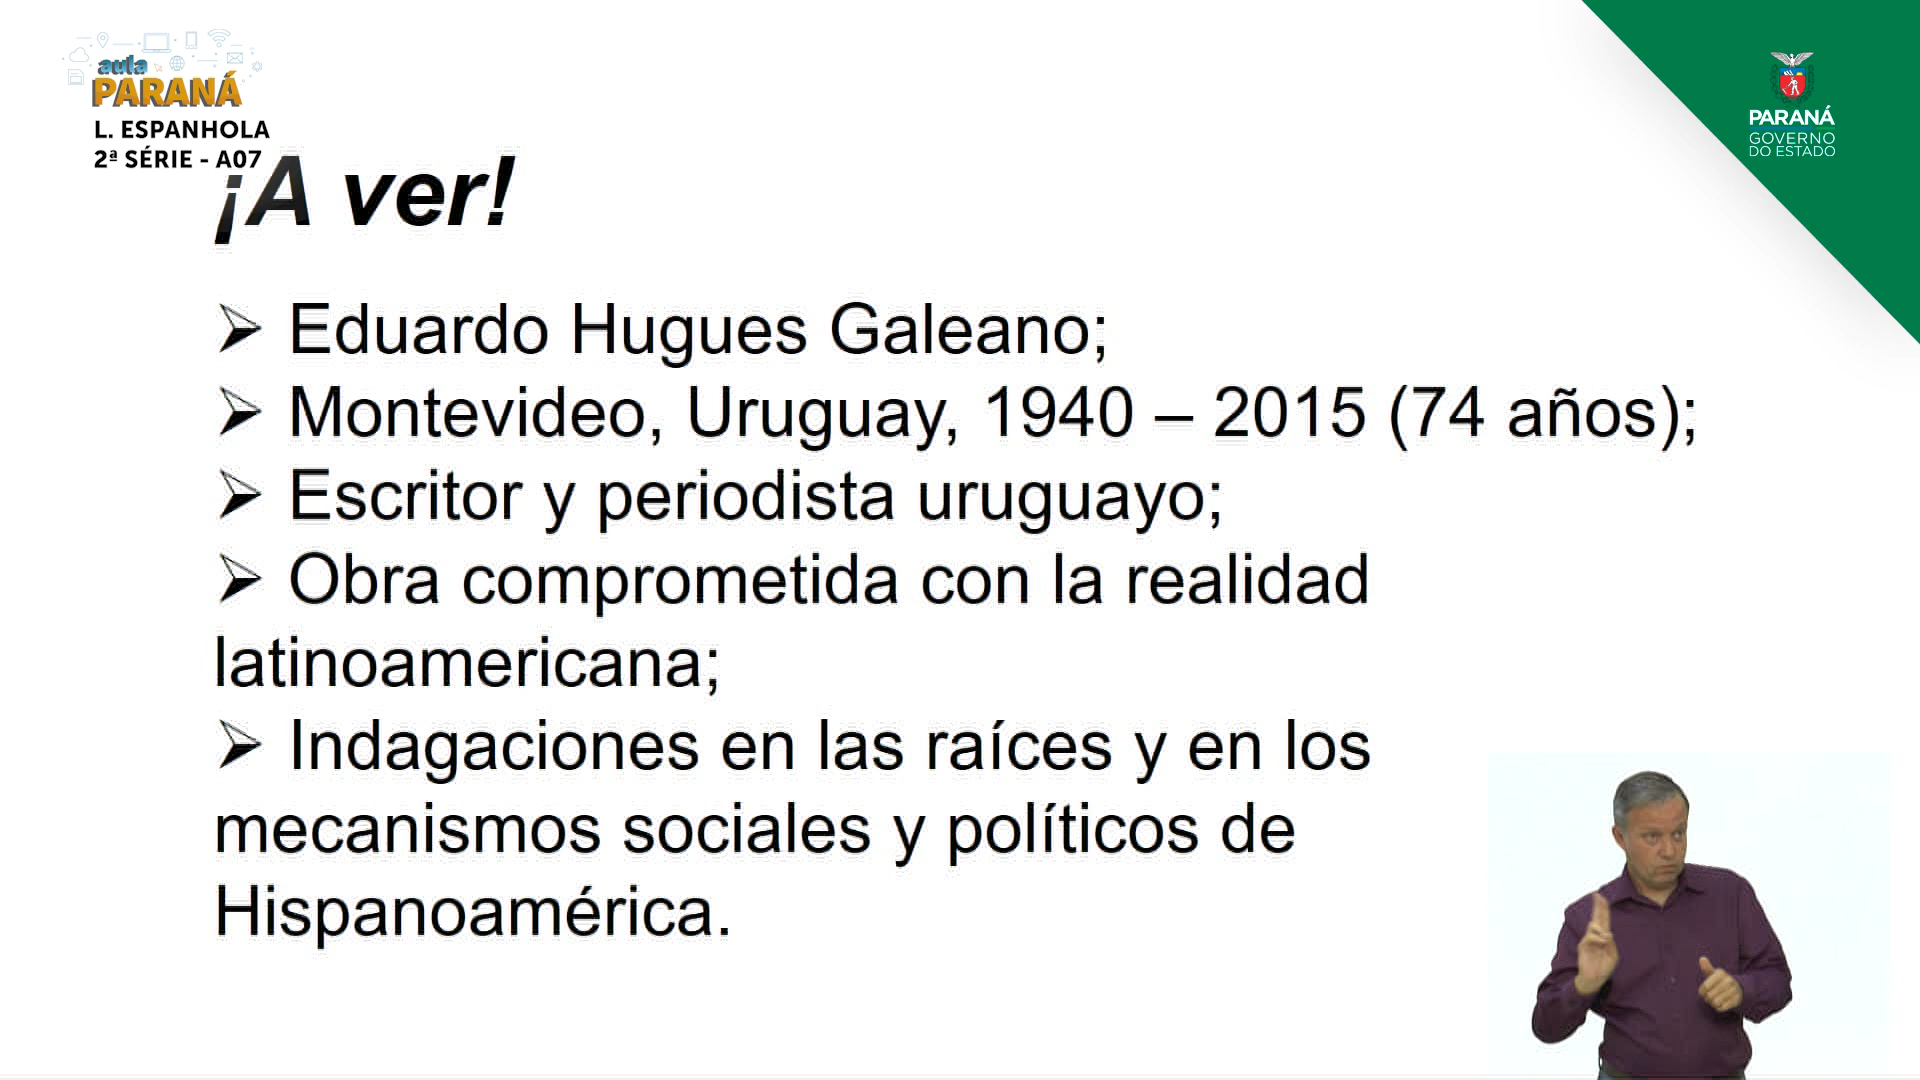 aula
PARANÁ
L. ESPANHOLA
2ª SÉRIE - A07
PARANÁ
GOVERNO
DO ESTADO
¡A ver!
➢ Eduardo Hugues Galeano;
➢ Montevideo, Uruguay, 1940 – 2015 (74 años);
➢ Escritor y periodista uruguayo;
➢ Obra comprometida con la realidad
latinoamericana;
➢ Indagaciones en las raíces y en los
mecanismos sociales y políticos de
Hispanoamérica.